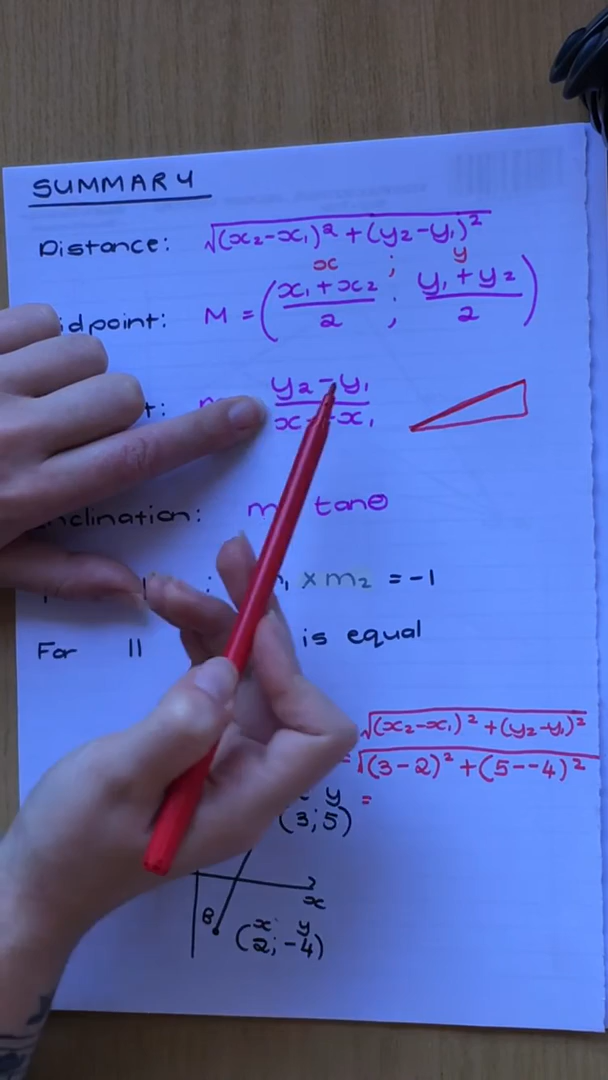 SUMMARY
Distance: √(x₂-x₁)² + (y₂-y₁)²
x ; y
M = (x₁ + x₂ / 2 ; y₁ + y₂ / 2)
y₂ - y₁
x₁
tanθ
x m₂ = -1
For || is equal
√(x₂-x₁)² + (y₂-y₁)²
= √(3-2)² + (5--4)²
y =
(3;5)
x
B x y
(2;-4)